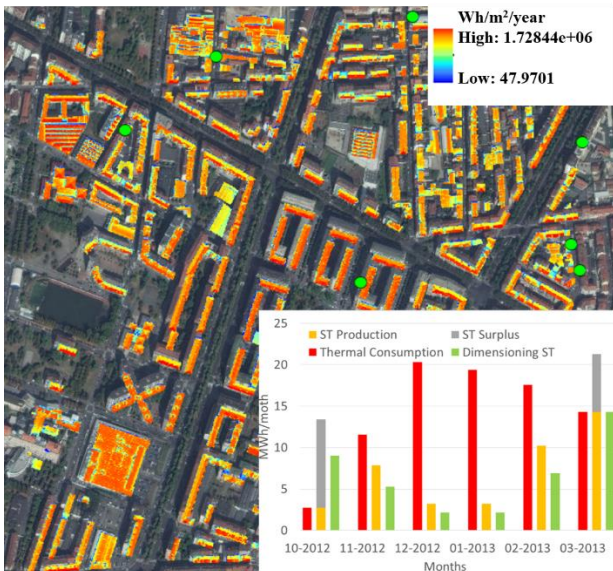 Wh/m²/year
High: 1.72844e+06
Low: 47.9701
25
ST Production
ST Surplus
20
Thermal Consumption
Dimensioning ST
15
MWh/moth
10
5
0
10-2012 11-2012 12-2012 01-2013 02-2013 03-2013
Months